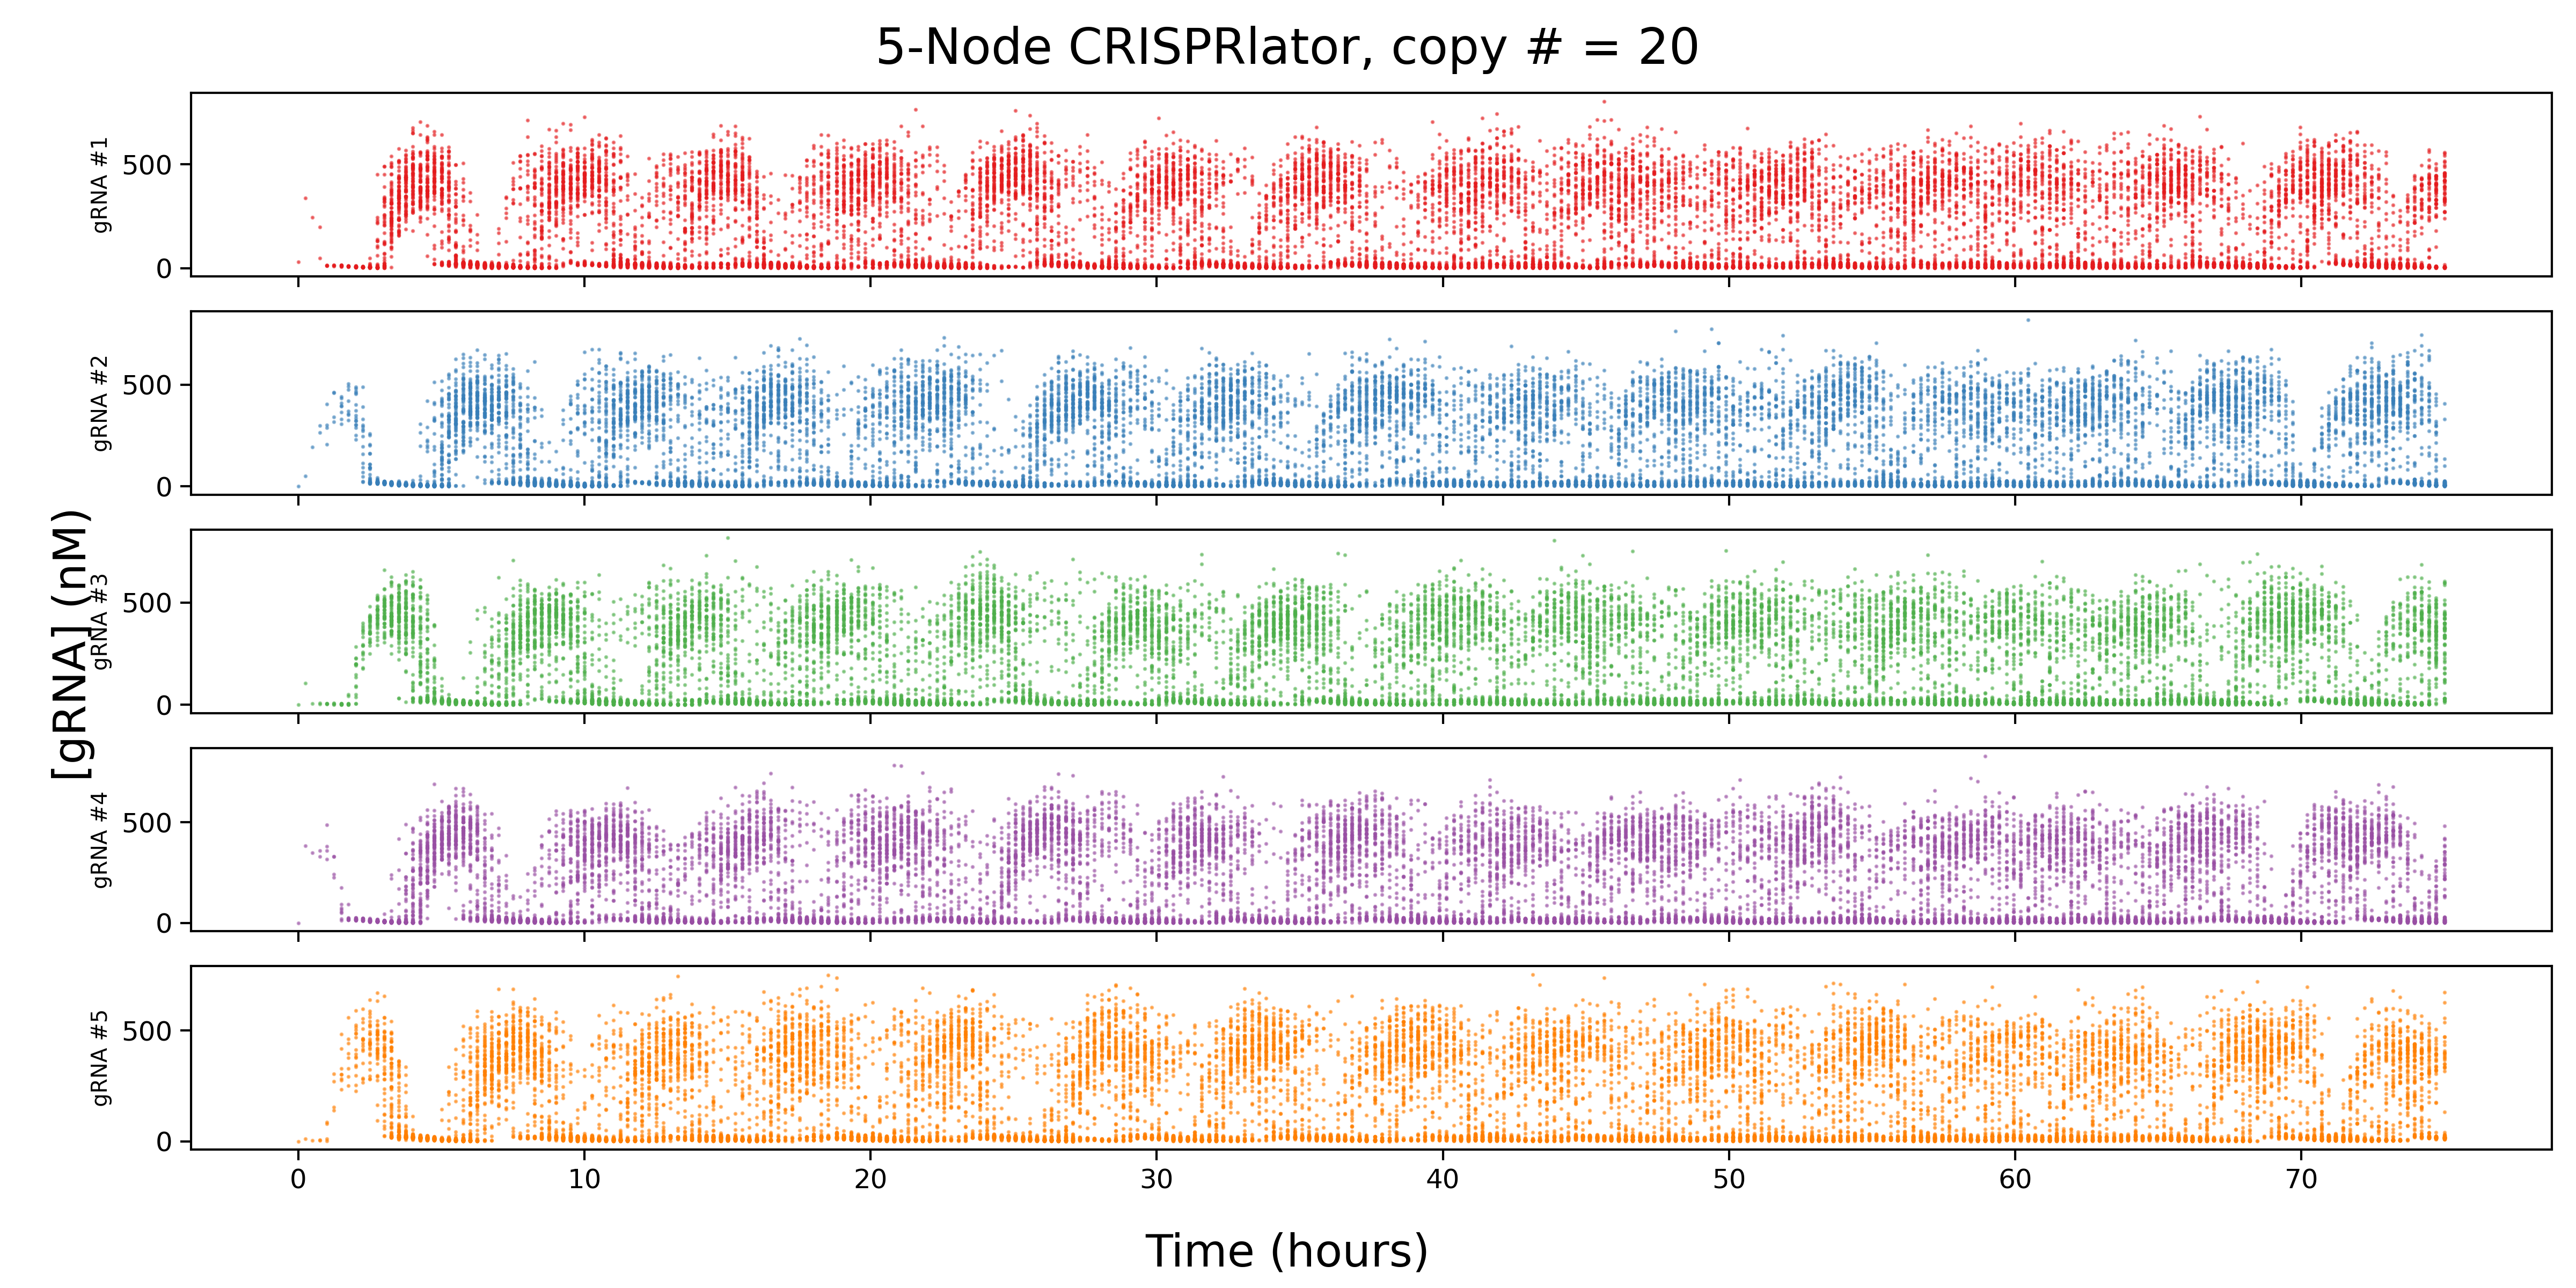 5-Node CRISPRlator, copy # = 20
[gRNA] (nM)
gRNA #1
500
0
gRNA #2
500
0
gRNA #3
500
0
gRNA #4
500
0
gRNA #5
500
0
0 10 20 30 40 50 60 70
Time (hours)